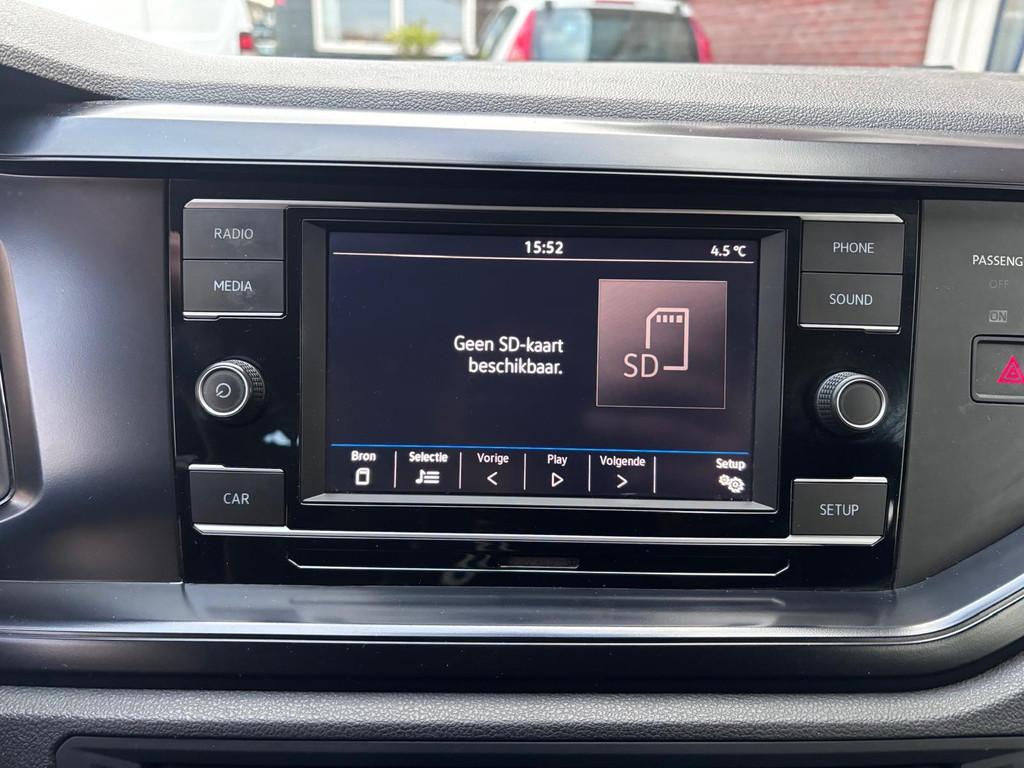 RADIO
MEDIA
CAR
15:52
4.5 °C
Geen SD-kaart
beschikbaar.
SD
Bron
Selectie
Vorige
Play
Volgende
Setup
PHONE
SOUND
SETUP
PASSENG
OFF
ON